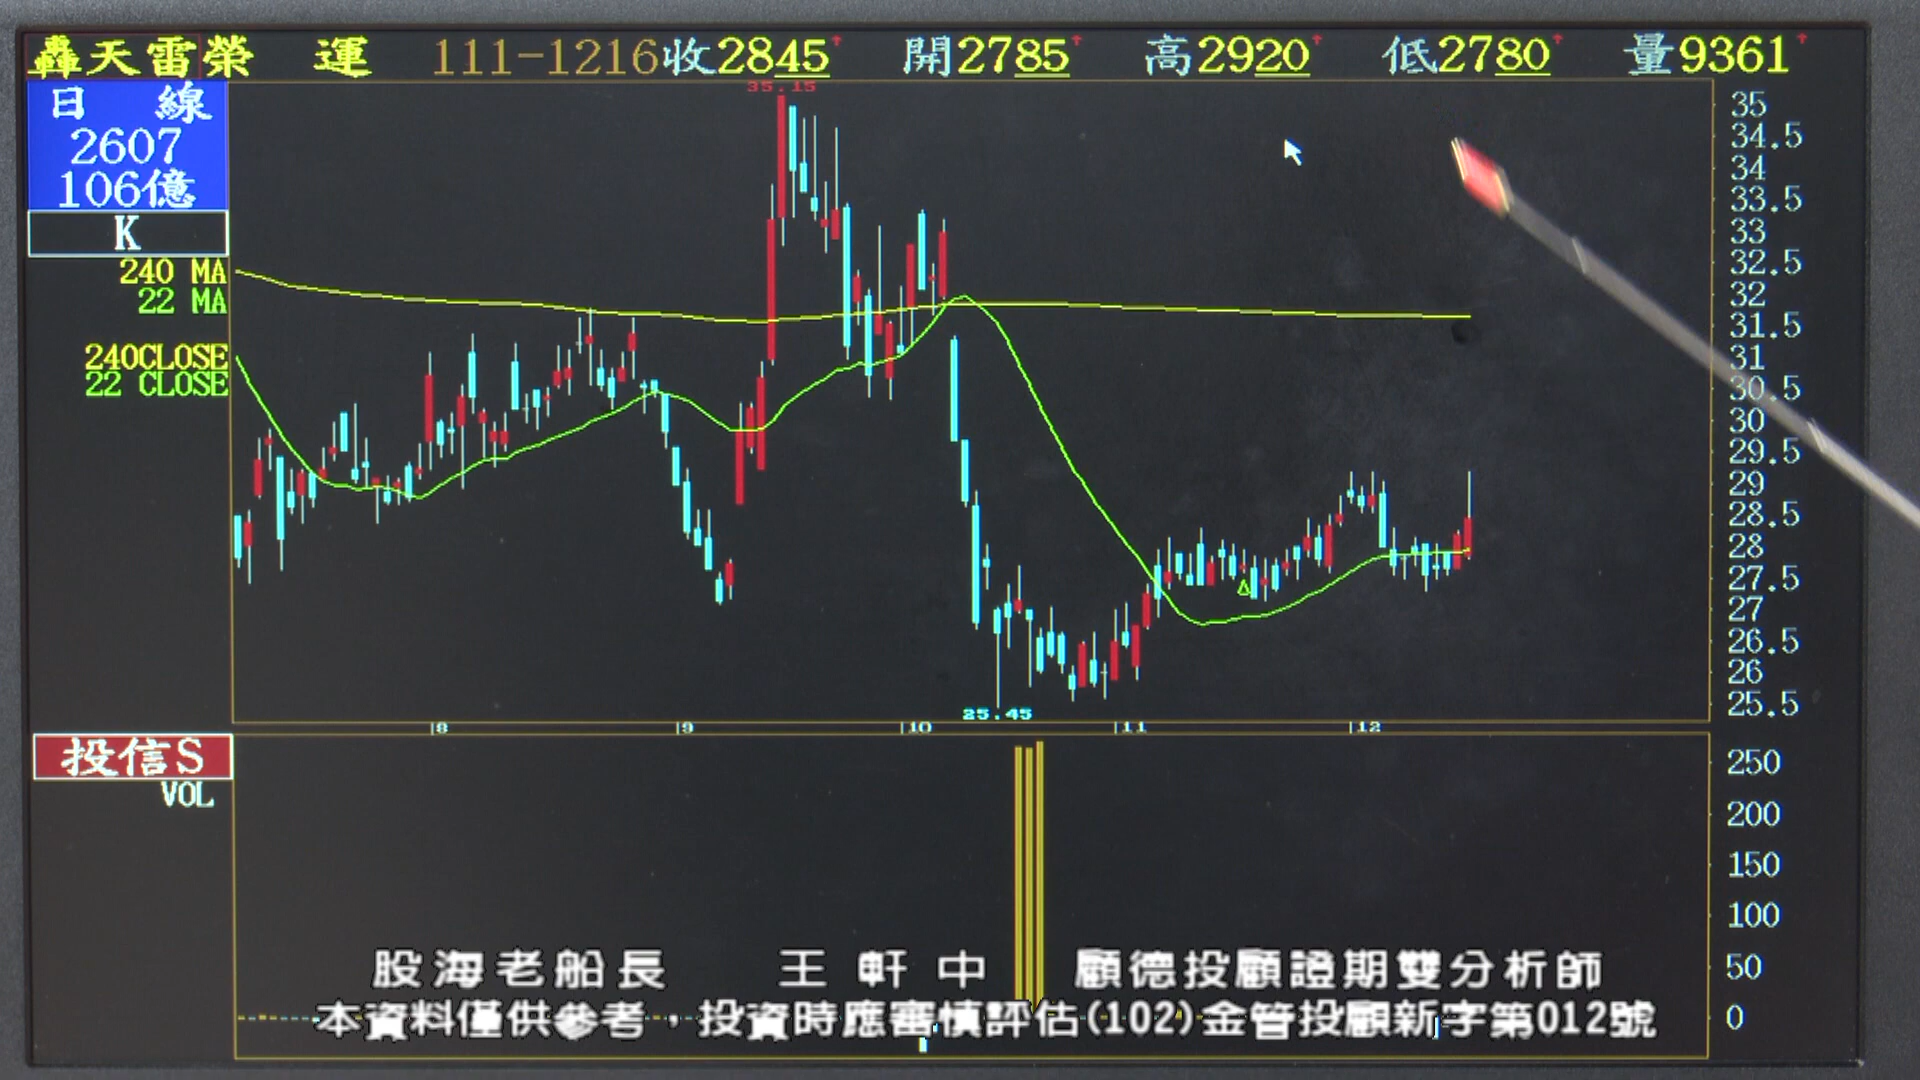 轟天雷榮 運 111-1216收2845 開2785 高2920 低2780 量9361
日 線
2607
106億
K
240 MA
22 MA
240CLOSE
22 CLOSE
35.15
25.45
35
34.5
34
33.5
33
32.5
32
31.5
31
30.5
30
29.5
29
28.5
28
27.5
27
26.5
26
25.5
8 9 10 11 12
投信S
VOL
250
200
150
100
50
0
股海老船長 王軒中 顧德投顧證期雙分析師
本資料僅供參考，投資時應審慎評估(102)金管投顧新字第012號